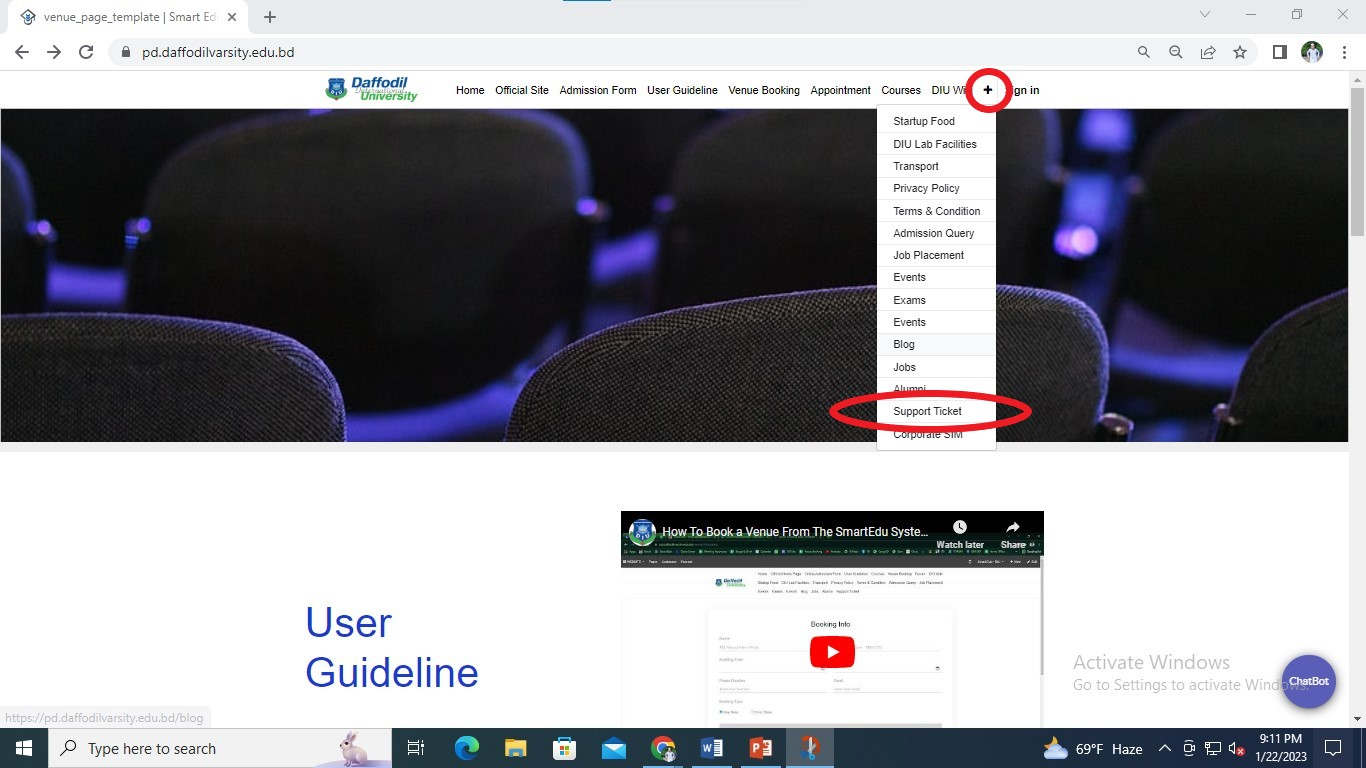 venue_page_template | Smart Ed
pd.daffodilvarsity.edu.bd
Daffodil
International
University
Home Official Site Admission Form User Guideline Venue Booking Appointment Courses DIU + gn in
Startup Food
DIU Lab Facilities
Transport
Privacy Policy
Terms & Condition
Admission Query
Job Placement
Events
Exams
Events
Blog
Jobs
Alumni
Support Ticket
Corporate SIM
How To Book a Venue From The SmartEdu Syste...
Watch later Share
Booking Info
User
Guideline
Activate Windows
Go to Settings to activate Windows.
ChatBot
https://pd.daffodilvarsity.edu.bd/blog
Type here to search
69°F Haze
9:11 PM
1/22/2023